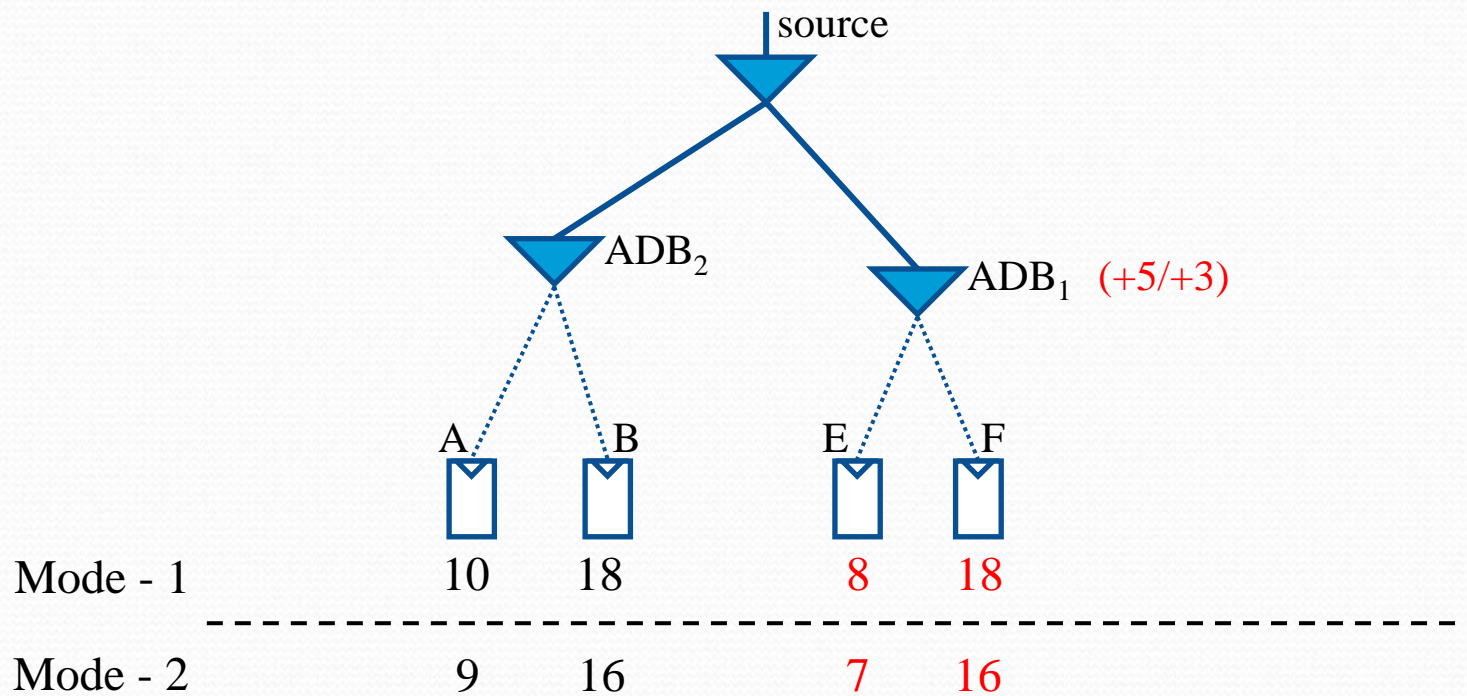 source
ADB₂
ADB₁ (+5/+3)
A B E F
Mode - 1 10 18 8 18
Mode - 2 9 16 7 16